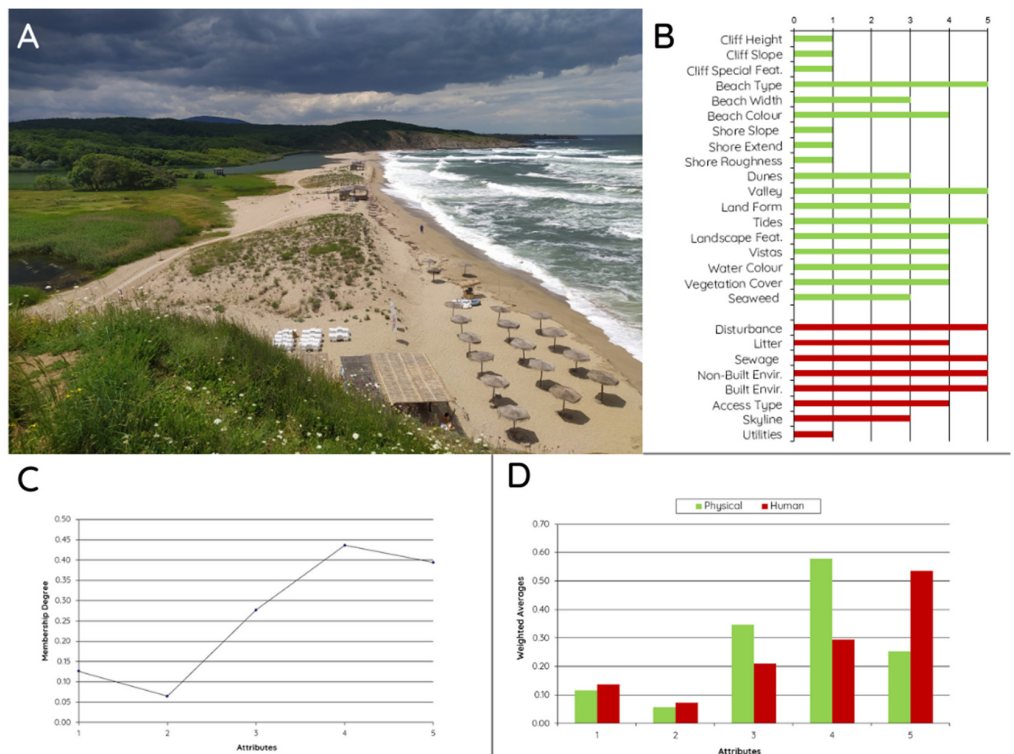 A
B
0 1 2 3 4 5
Cliff Height
Cliff Slope
Cliff Special Feat.
Beach Type
Beach Width
Beach Colour
Shore Slope
Shore Extend
Shore Roughness
Dunes
Valley
Land Form
Tides
Landscape Feat.
Vistas
Water Colour
Vegetation Cover
Seaweed
Disturbance
Litter
Sewage
Non-Built Envir.
Built Envir.
Access Type
Skyline
Utilities
C
Membership Degree
0.50
0.45
0.40
0.35
0.30
0.25
0.20
0.15
0.10
0.05
0.00
1 2 3 4 5
Attributes
D
Physical Human
Weighted Averages
0.70
0.60
0.50
0.40
0.30
0.20
0.10
0.00
1 2 3 4 5
Attributes